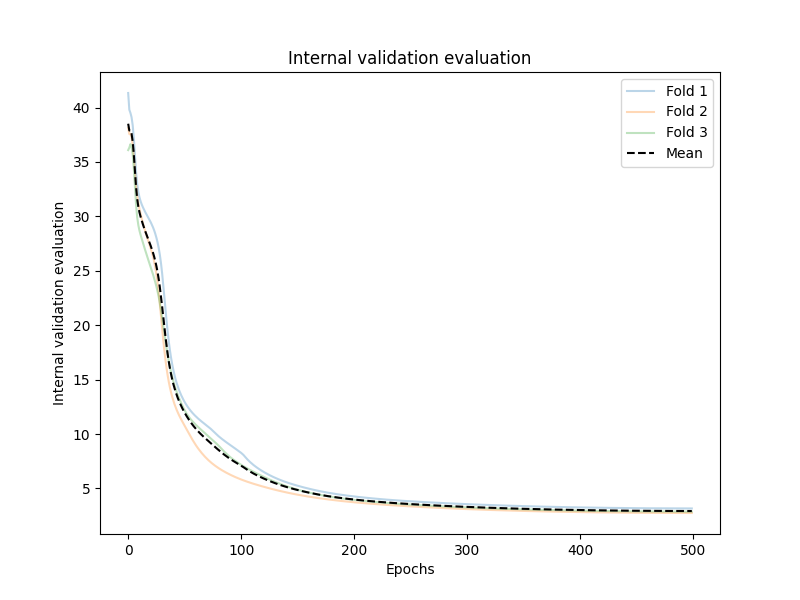 Internal validation evaluation
Fold 1
Fold 2
Fold 3
Mean
Internal validation evaluation
40
35
30
25
20
15
10
5
0 100 200 300 400 500
Epochs